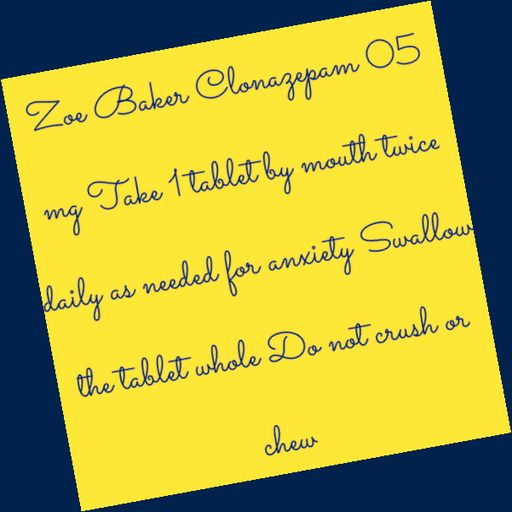 Zoe Baker Clonazepam 05
mg Take 1 tablet by mouth twice
daily as needed for anxiety Swallow
the tablet whole Do not crush or
chew